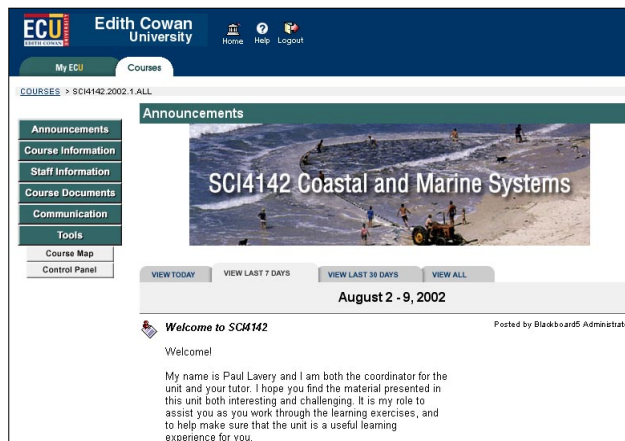 ECU
EDITH COWAN
UNIVERSITY
Edith Cowan
University
Home Help Logout
My ECU Courses
COURSES > SCI4142.2002.1.ALL
Announcements
Course Information
Staff Information
Course Documents
Communication
Tools
Course Map
Control Panel
Announcements
SCI4142 Coastal and Marine Systems
VIEW TODAY VIEW LAST 7 DAYS VIEW LAST 30 DAYS VIEW ALL
August 2 - 9, 2002
Welcome to SCI4142 Posted by Blackboard5 Administrat
Welcome!
My name is Paul Lavery and I am both the coordinator for the
unit and your tutor. I hope you find the material presented in
this unit both interesting and challenging. It is my role to
assist you as you work through the learning exercises, and
to help make sure that the unit is a useful learning
experience for you.